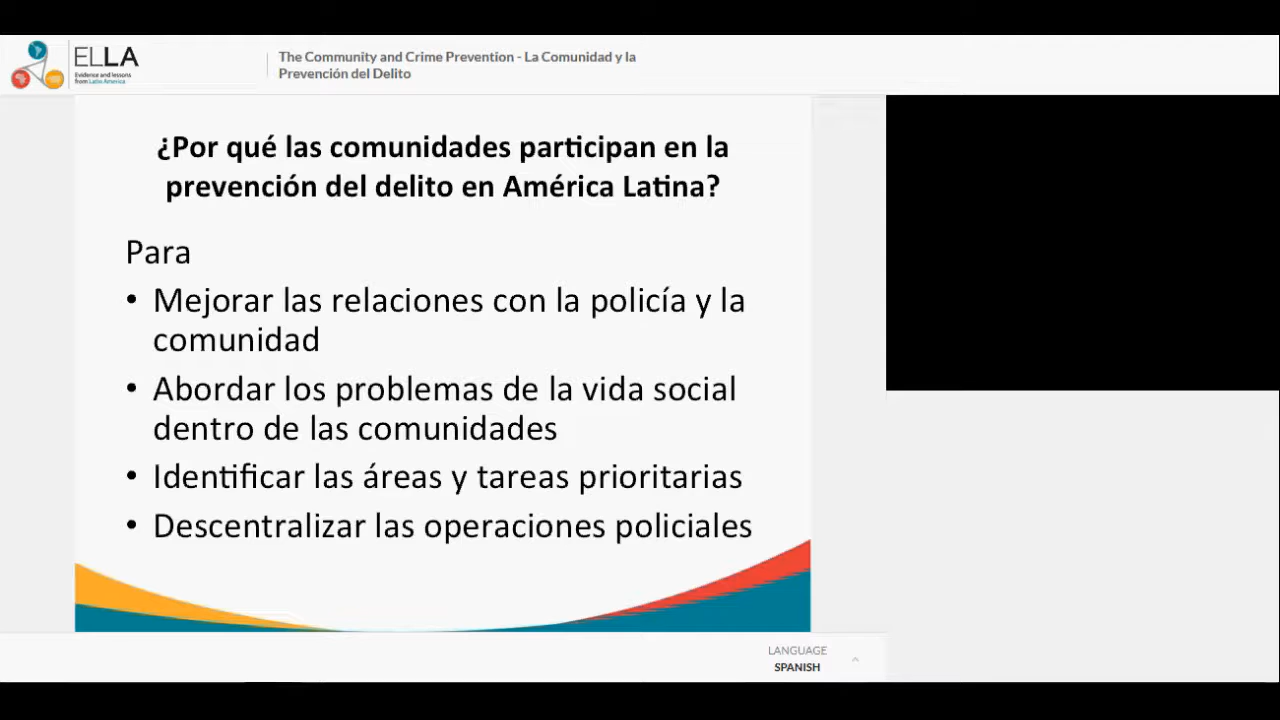 ELLA
Evidence and lessons
from Latin America
The Community and Crime Prevention - La Comunidad y la
Prevención del Delito
¿Por qué las comunidades participan en la
prevención del delito en América Latina?
Para
• Mejorar las relaciones con la policía y la
comunidad
• Abordar los problemas de la vida social
dentro de las comunidades
• Identificar las áreas y tareas prioritarias
• Descentralizar las operaciones policiales
LANGUAGE
SPANISH